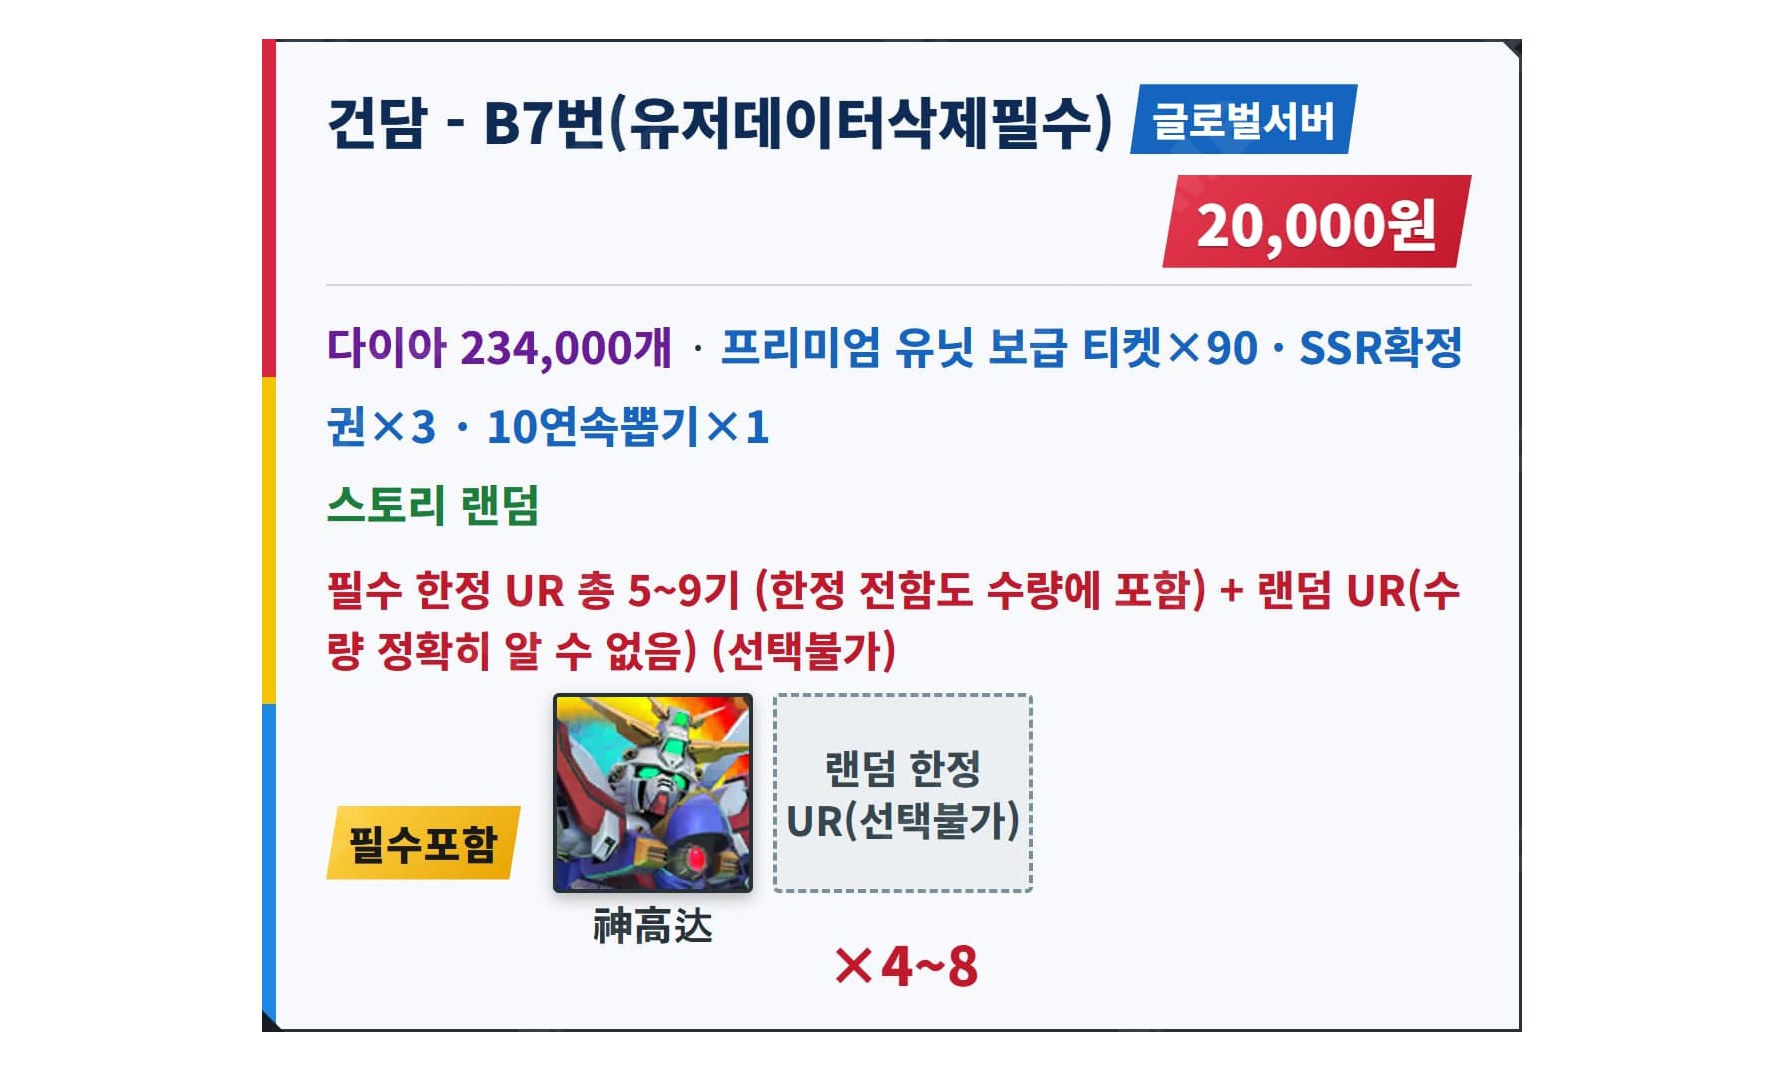 건담 - B7번(유저데이터삭제필수) 글로벌서버
20,000원
다이아 234,000개 · 프리미엄 유닛 보급 티켓×90 · SSR확정
권×3 · 10연속뽑기×1
스토리 랜덤
필수 한정 UR 총 5~9기 (한정 전함도 수량에 포함) + 랜덤 UR(수
량 정확히 알 수 없음) (선택불가)
랜덤 한정
UR(선택불가)
필수포함
神高达
×4~8